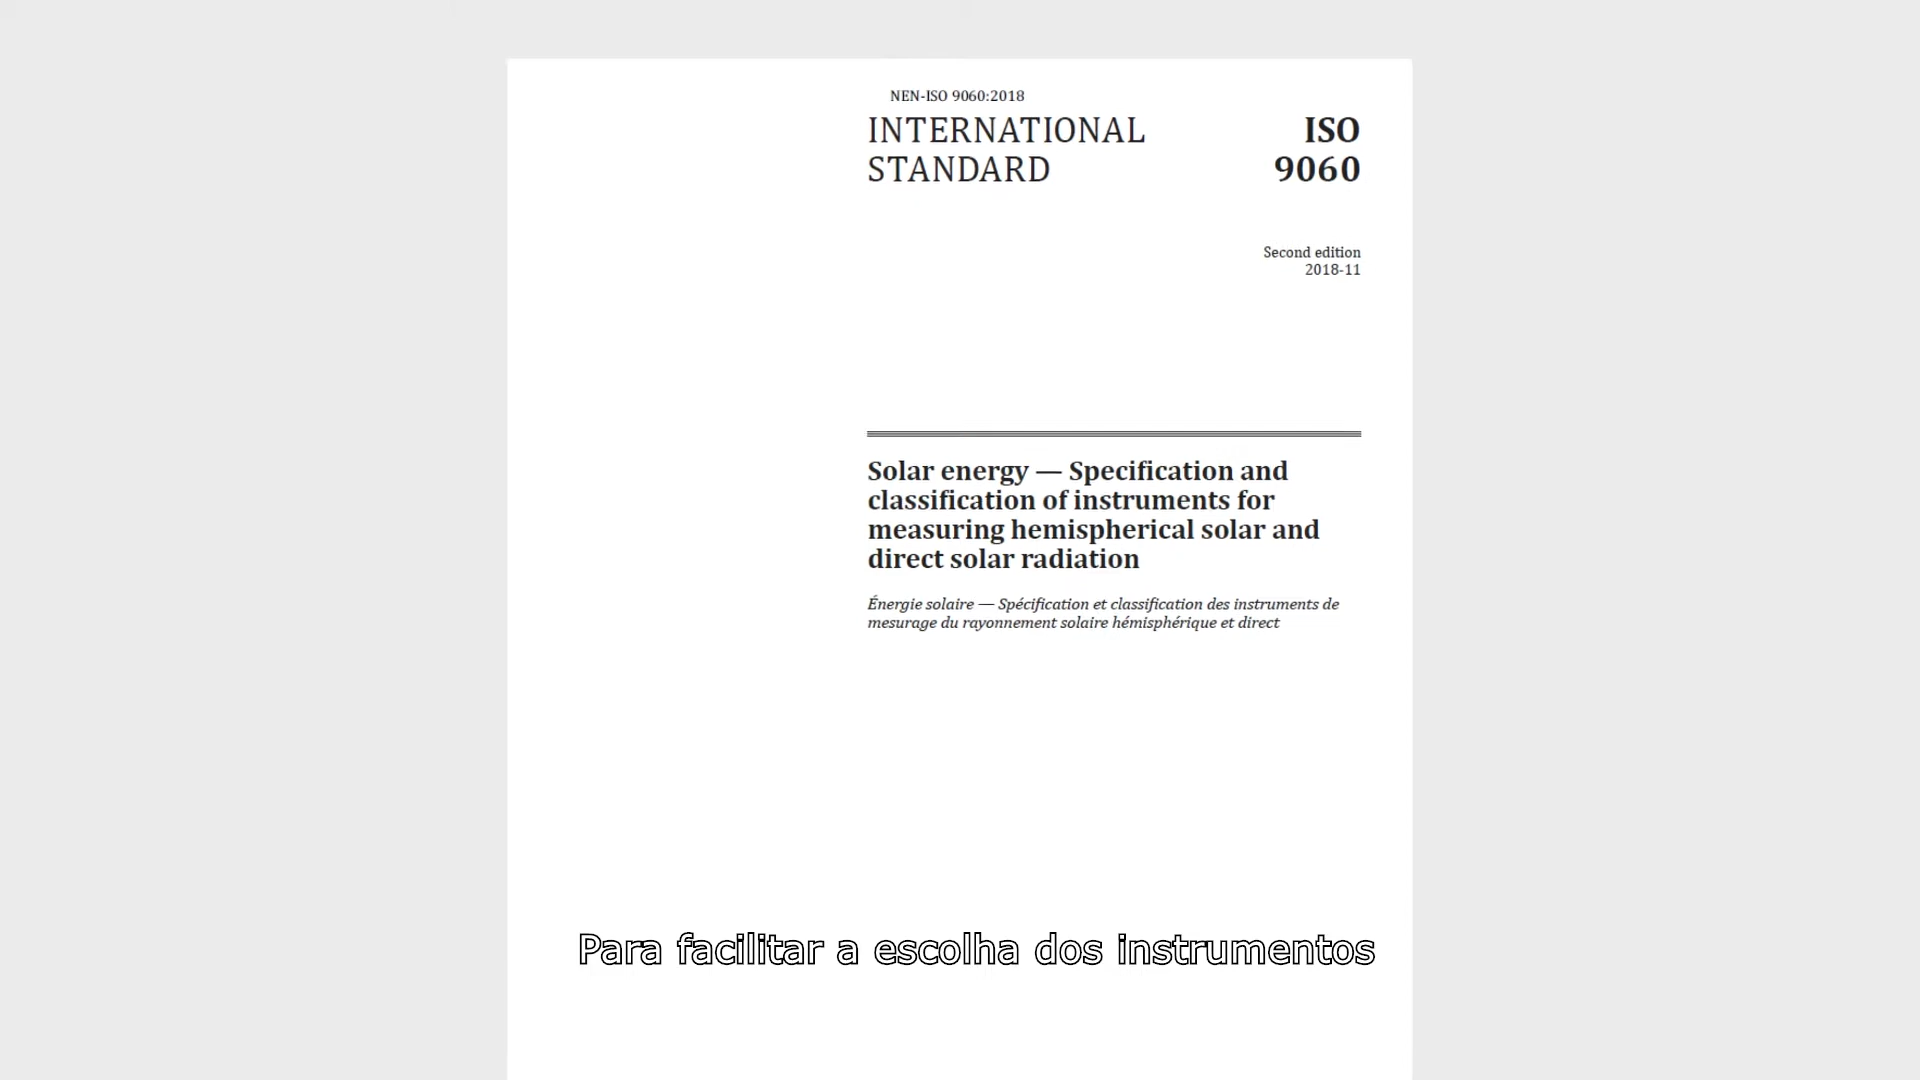 NEN-ISO 9060:2018
INTERNATIONAL
STANDARD
ISO
9060
Second edition
2018-11
Solar energy — Specification and
classification of instruments for
measuring hemispherical solar and
direct solar radiation
Énergie solaire — Spécification et classification des instruments de
mesurage du rayonnement solaire hémisphérique et direct
Para facilitar a escolha dos instrumentos